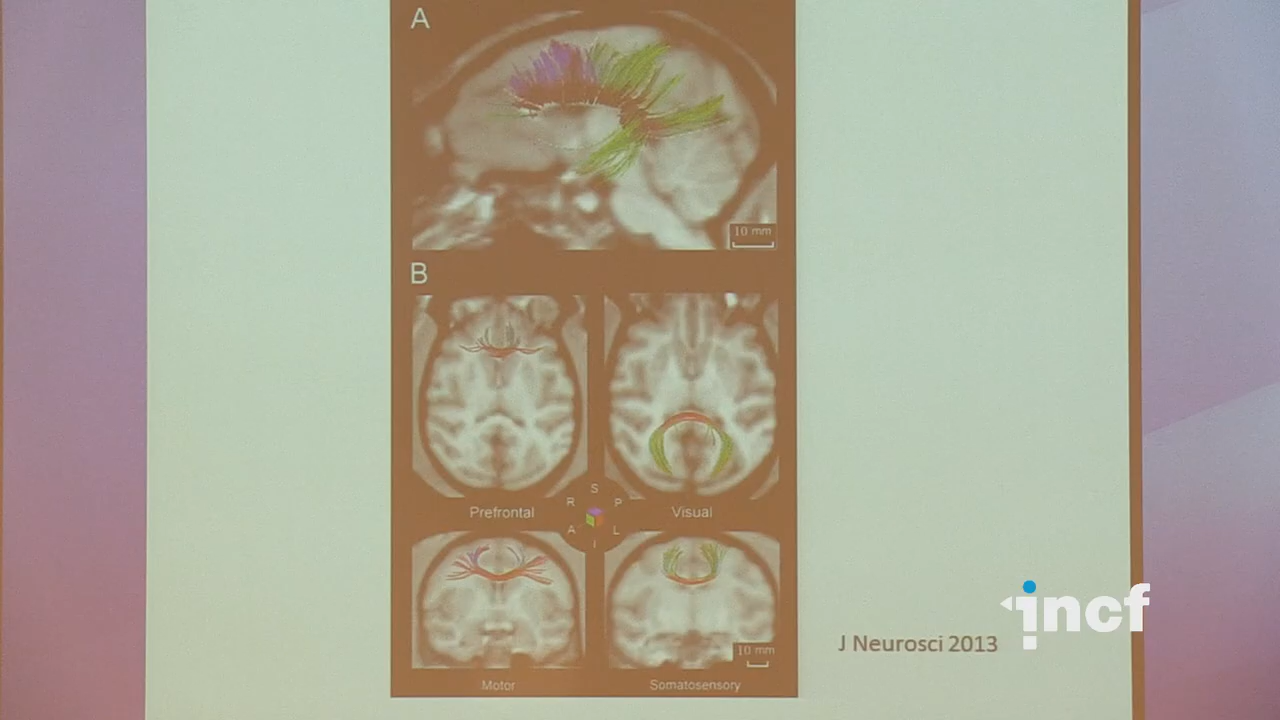 A
10 mm
B
S
R P
Prefrontal Visual
A L
I
10 mm
Motor Somatosensory
J Neurosci 2013
incf